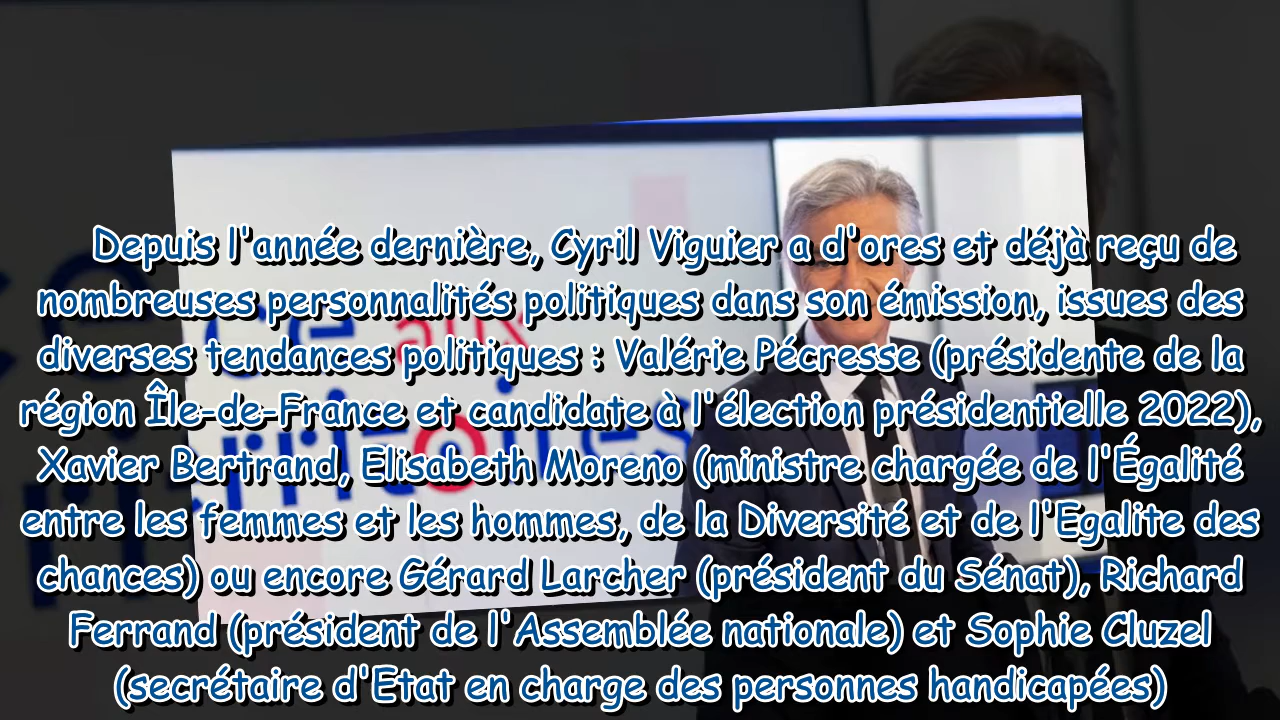 Depuis l'année dernière, Cyril Viguier a d'ores et déjà reçu de
nombreuses personnalités politiques dans son émission, issues des
diverses tendances politiques : Valérie Pécresse (présidente de la
région Île-de-France et candidate à l'élection présidentielle 2022),
Xavier Bertrand, Elisabeth Moreno (ministre chargée de l'Égalité
entre les femmes et les hommes, de la Diversité et de l'Egalite des
chances) ou encore Gérard Larcher (président du Sénat), Richard
Ferrand (président de l'Assemblée nationale) et Sophie Cluzel
(secrétaire d'Etat en charge des personnes handicapées)